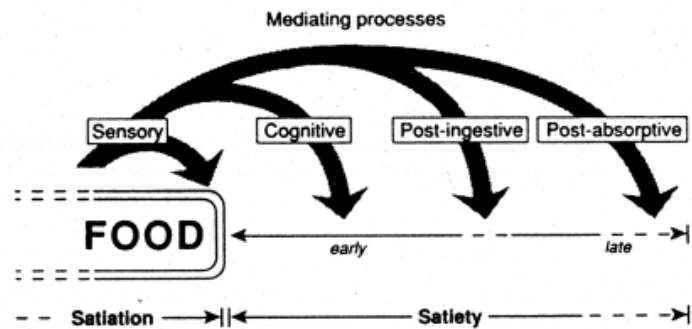 Mediating processes
Sensory Cognitive Post-ingestive Post-absorptive
FOOD
early late
Satiation Satiety